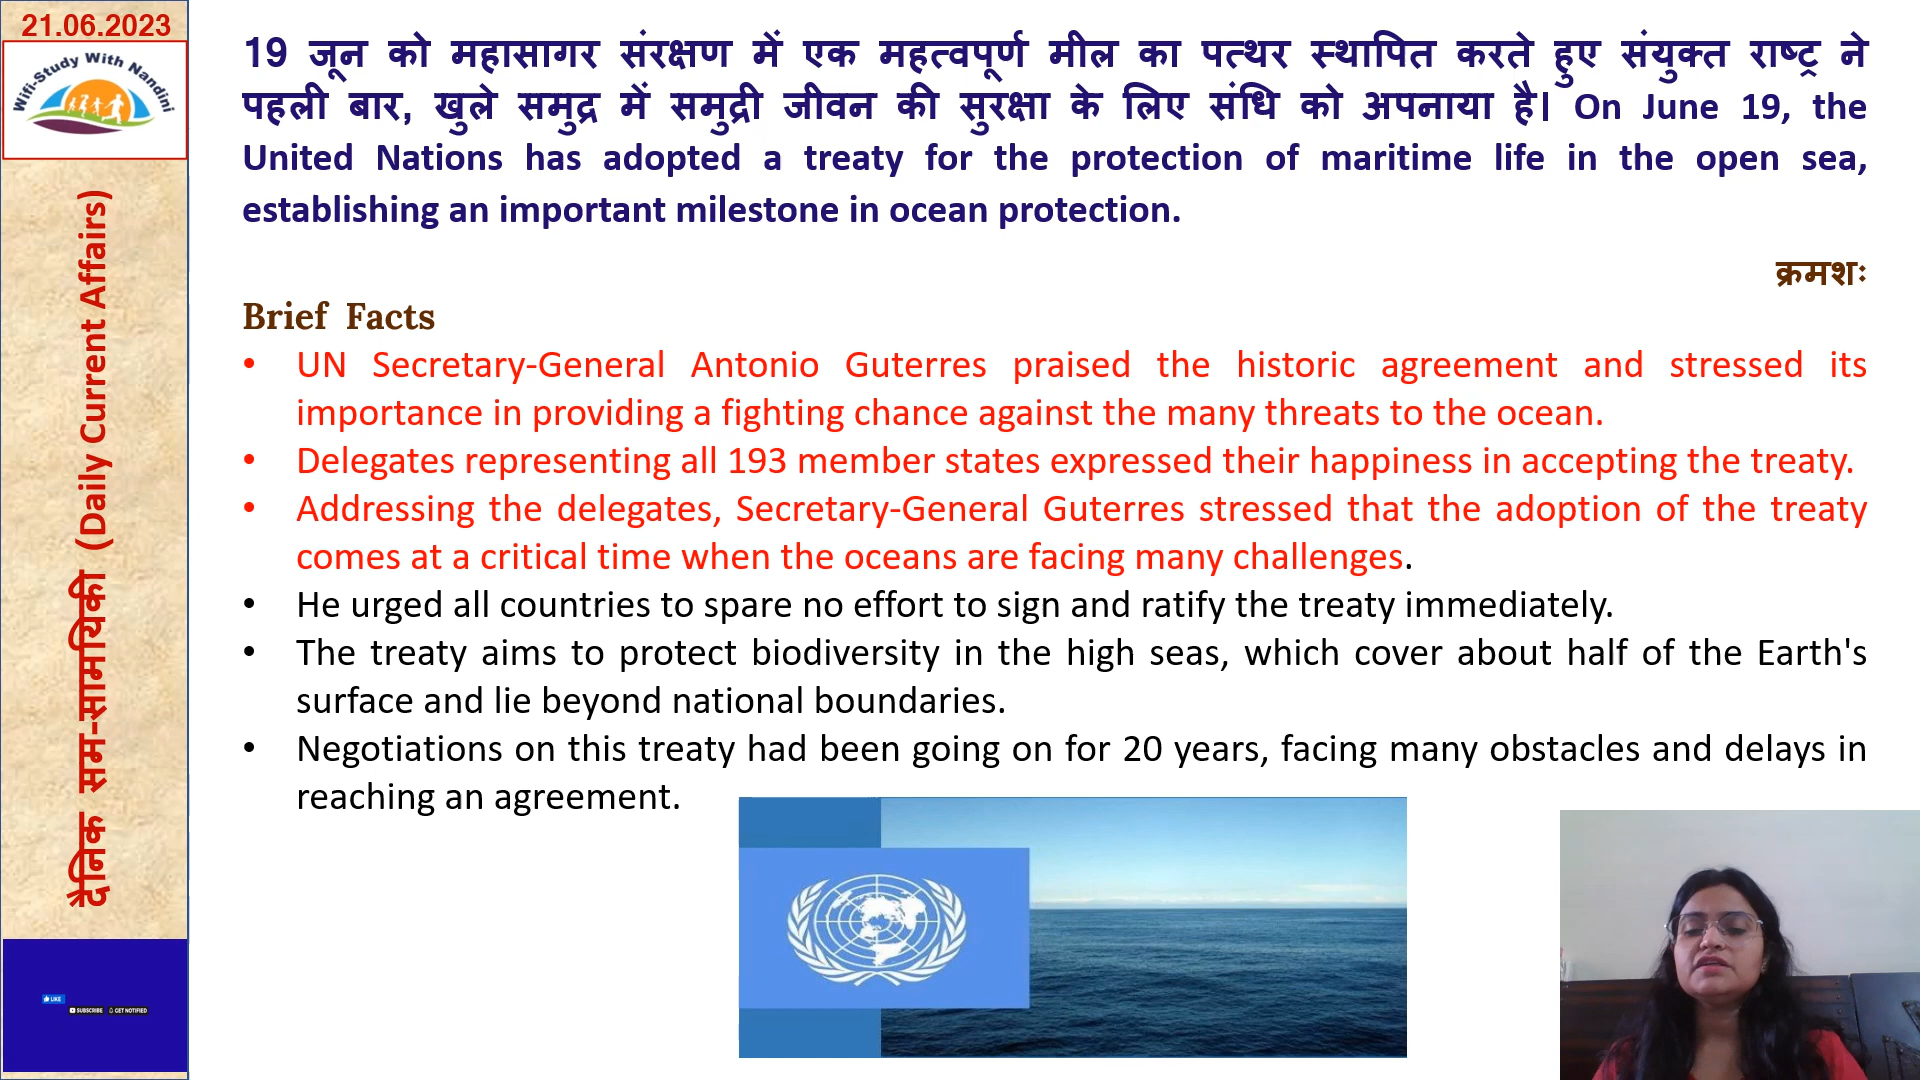 21.06.2023
Wifi-Study With Nandini
दैनिक सम-सामयिकी (Daily Current Affairs)
LIKE
SUBSCRIBE GET NOTIFIED
19 जून को महासागर संरक्षण में एक महत्वपूर्ण मील का पत्थर स्थापित करते हुए संयुक्त राष्ट्र ने
पहली बार, खुले समुद्र में समुद्री जीवन की सुरक्षा के लिए संधि को अपनाया है। On June 19, the
United Nations has adopted a treaty for the protection of maritime life in the open sea,
establishing an important milestone in ocean protection.
क्रमशः
Brief Facts
• UN Secretary-General Antonio Guterres praised the historic agreement and stressed its
importance in providing a fighting chance against the many threats to the ocean.
• Delegates representing all 193 member states expressed their happiness in accepting the treaty.
• Addressing the delegates, Secretary-General Guterres stressed that the adoption of the treaty
comes at a critical time when the oceans are facing many challenges.
• He urged all countries to spare no effort to sign and ratify the treaty immediately.
• The treaty aims to protect biodiversity in the high seas, which cover about half of the Earth's
surface and lie beyond national boundaries.
• Negotiations on this treaty had been going on for 20 years, facing many obstacles and delays in
reaching an agreement.